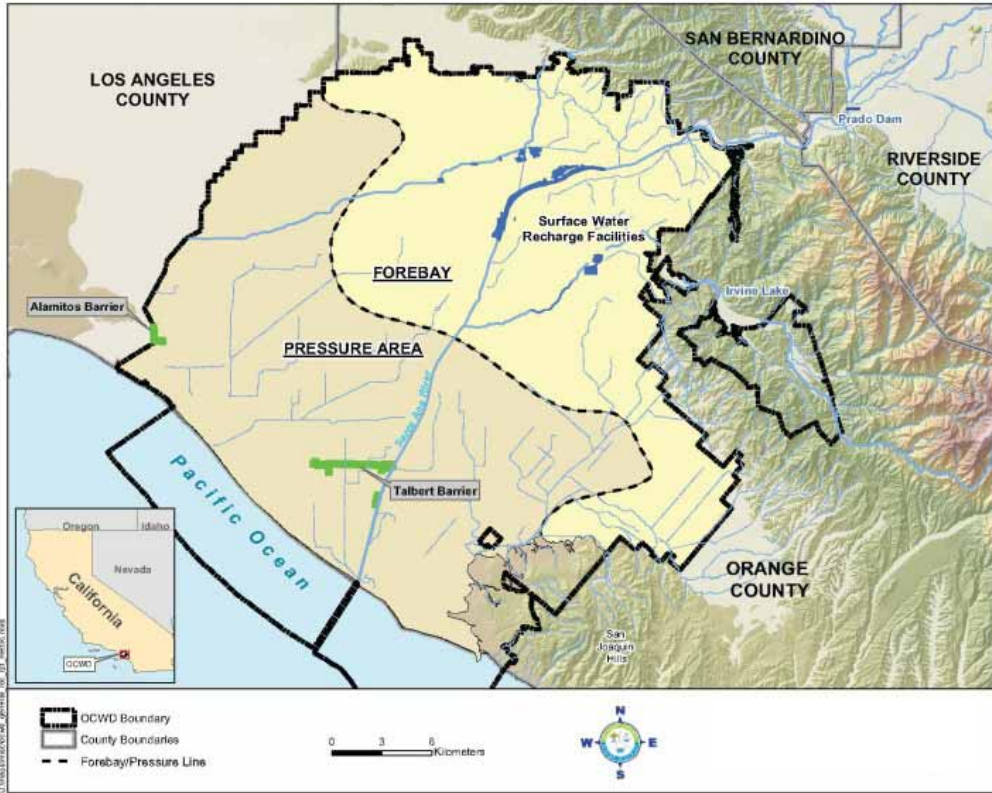 LOS ANGELES
COUNTY
SAN BERNARDINO
COUNTY
Prado Dam
RIVERSIDE
COUNTY
Surface Water
Recharge Facilities
FOREBAY
Irvine Lake
Alamitos Barrier
PRESSURE AREA
Santa Ana River
Talbert Barrier
Pacific Ocean
ORANGE
COUNTY
San
Joaquin
Hills
Oregon
Idaho
Nevada
California
OCWD
OCWD Boundary
County Boundaries
Forebay/Pressure Line
0 3 6
Kilometers
N
W E
S